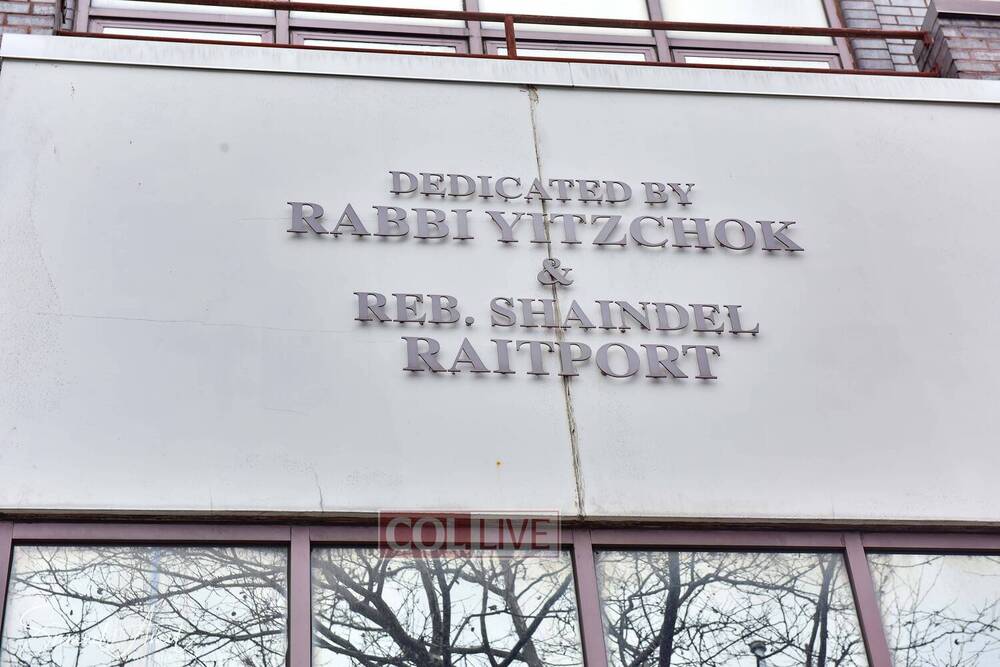 DEDICATED BY
RABBI YITZCHOK
&
REB. SHAINDEL
RAITPORT
COLLIVE